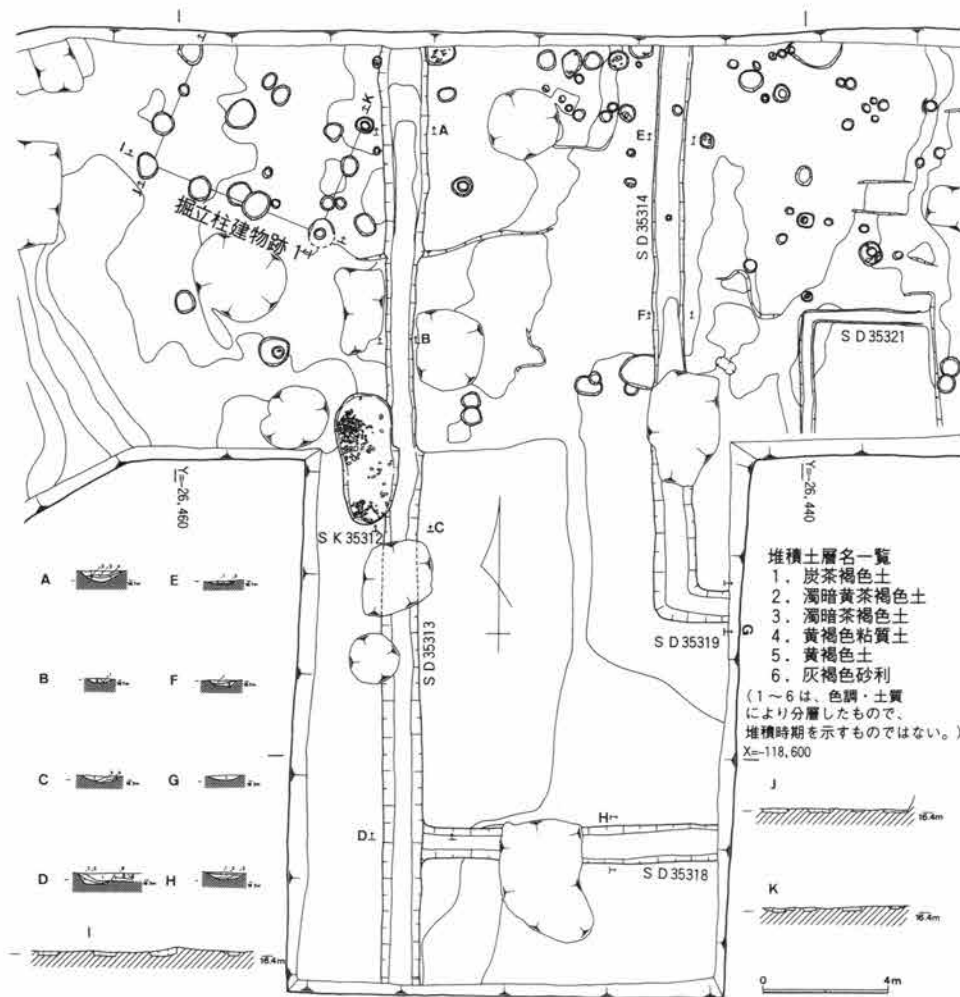 K
A
E
I
掘立柱建物跡 1
S D 35314
B
F
S D 35321
Y=-26,460
Y=-26,440
S K 35312
C
S D 35313
S D 35319
G
堆積土層名一覧
1. 炭茶褐色土
2. 濁暗黄茶褐色土
3. 濁暗茶褐色土
4. 黄褐色粘質土
5. 黄褐色土
6. 灰褐色砂利
(1〜6は、色調・土質
により分層したもので、
堆積時期を示すものではない。)
X=-118,600
D
H
S D 35318
A
E
B
F
C
G
D
H
I
16.4m
J
16.4m
K
16.4m
0 4m